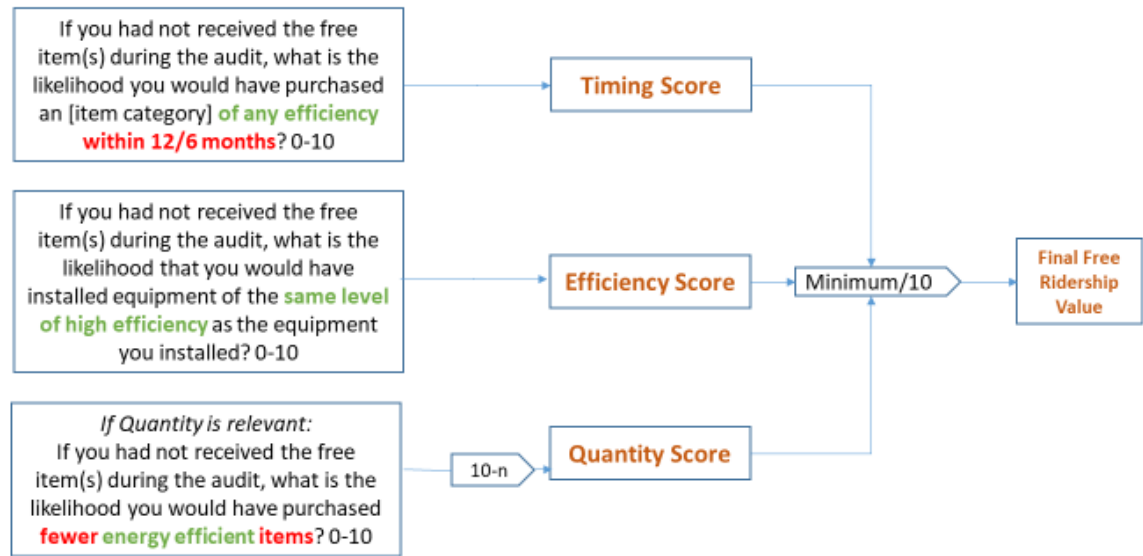 If you had not received the free
item(s) during the audit, what is the
likelihood you would have purchased
an [item category] of any efficiency
within 12/6 months? 0-10
Timing Score
If you had not received the free
item(s) during the audit, what is the
likelihood that you would have
installed equipment of the same level
of high efficiency as the equipment
you installed? 0-10
Efficiency Score
Minimum/10
Final Free
Ridership
Value
If Quantity is relevant:
If you had not received the free
item(s) during the audit, what is the
likelihood you would have purchased
fewer energy efficient items? 0-10
10-n
Quantity Score